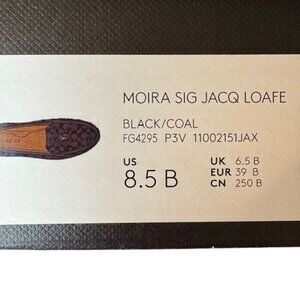 MOIRA SIG JACQ LOAFE
BLACK/COAL
FG4295 P3V 11002151JAX
US
8.5 B
UK 6.5 B
EUR 39 B
CN 250 B